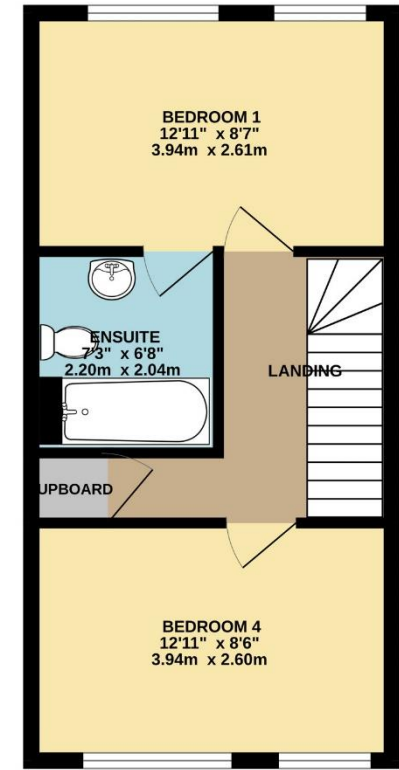 BEDROOM 1
12'11" x 8'7"
3.94m x 2.61m
ENSUITE
7'3" x 6'8"
2.20m x 2.04m
LANDING
UPBOARD
BEDROOM 4
12'11" x 8'6"
3.94m x 2.60m